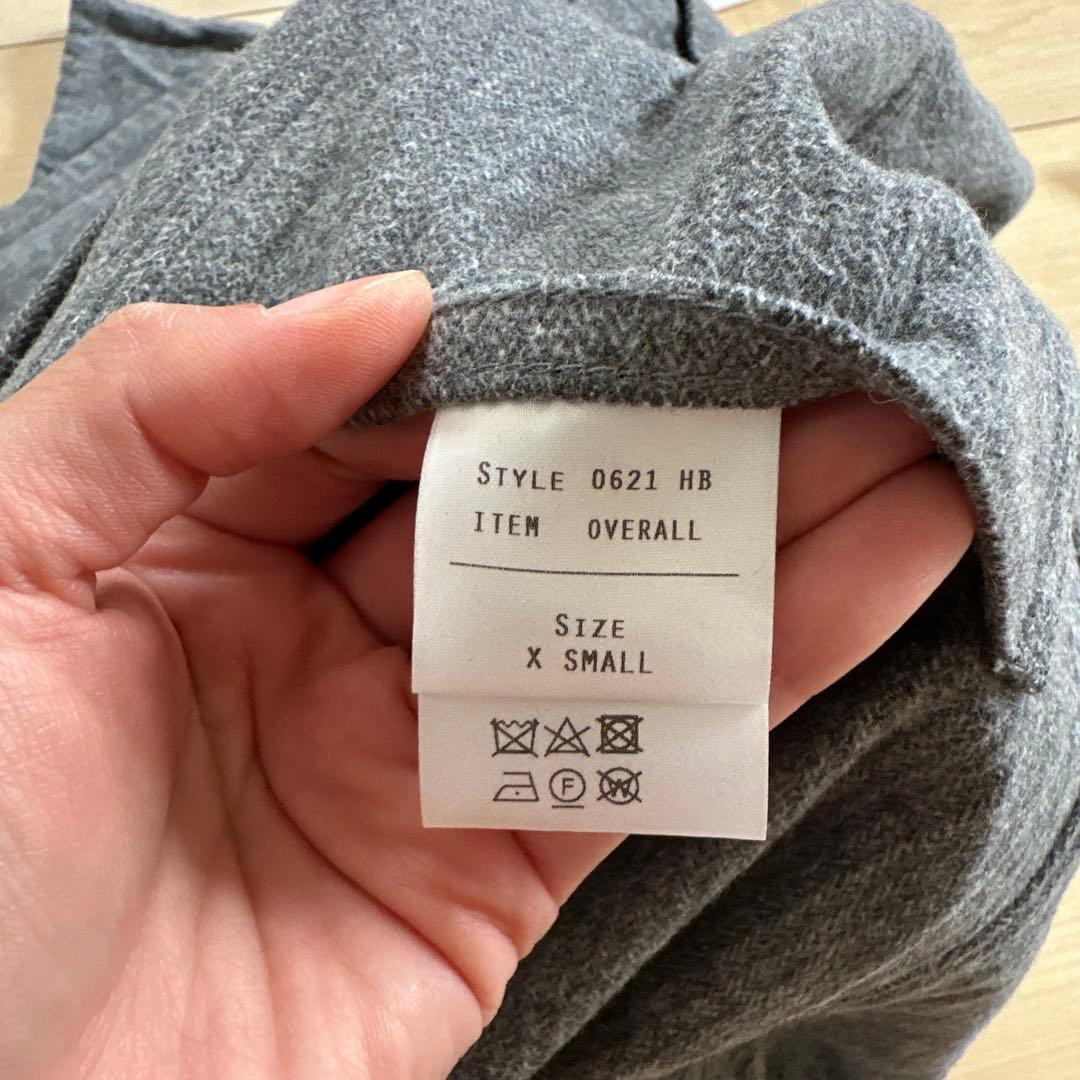 STYLE 0621 HB
ITEM OVERALL
SIZE
X SMALL
F W